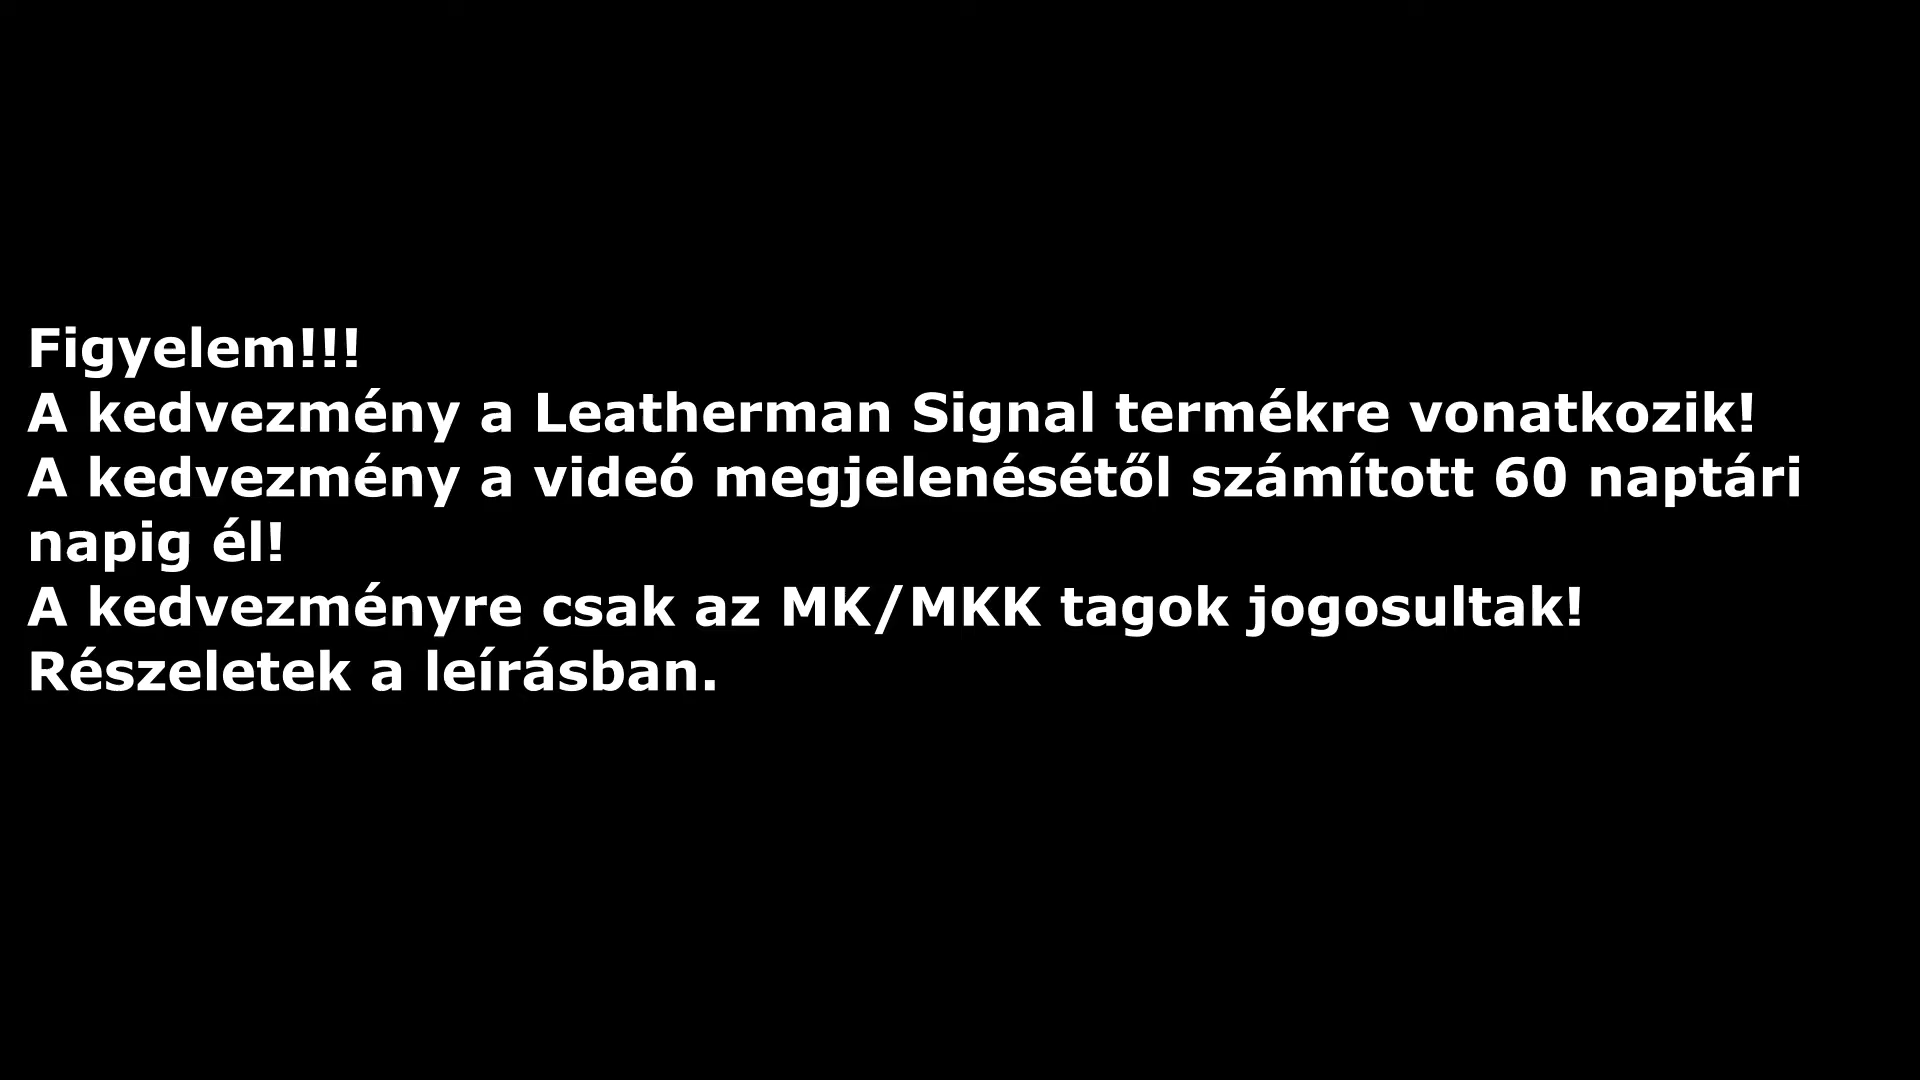 Figyelem!!!
A kedvezmény a Leatherman Signal termékre vonatkozik!
A kedvezmény a videó megjelenésétől számított 60 naptári
napig él!
A kedvezményre csak az MK/MKK tagok jogosultak!
Részeletek a leírásban.